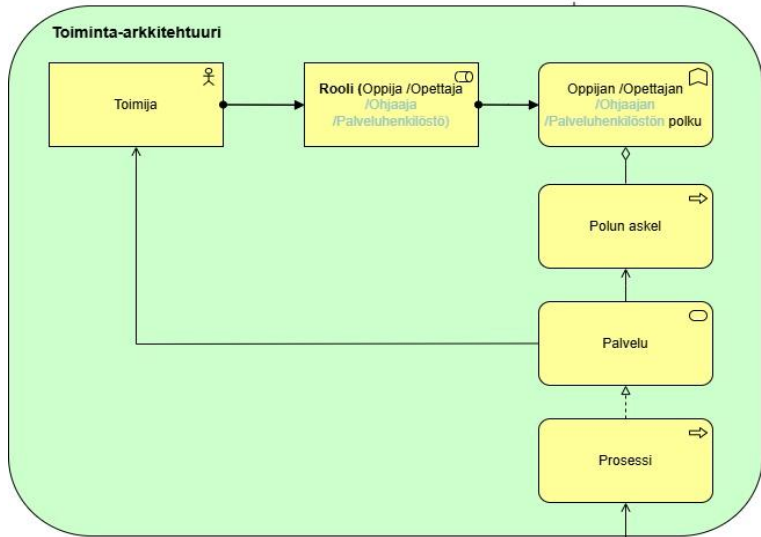 Toiminta-arkkitehtuuri
Toimija
Rooli (Oppija /Opettaja
/Ohjaaja
/Palveluhenkilöstö)
Oppijan /Opettajan
/Ohjaajan
/Palveluhenkilöstön polku
Polun askel
Palvelu
Prosessi